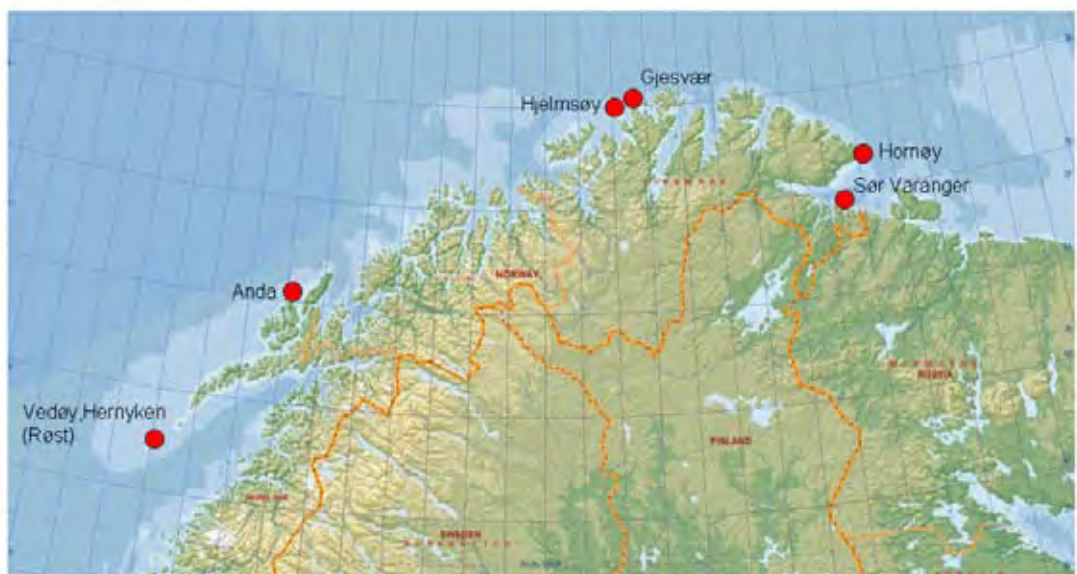 Gjesvær
Hjelmsøy
Hornøy
Sør Varanger
NORWAY
Anda
RUSSIA
Vedøy,Hernyken
(Røst)
FINLAND
SWEDEN